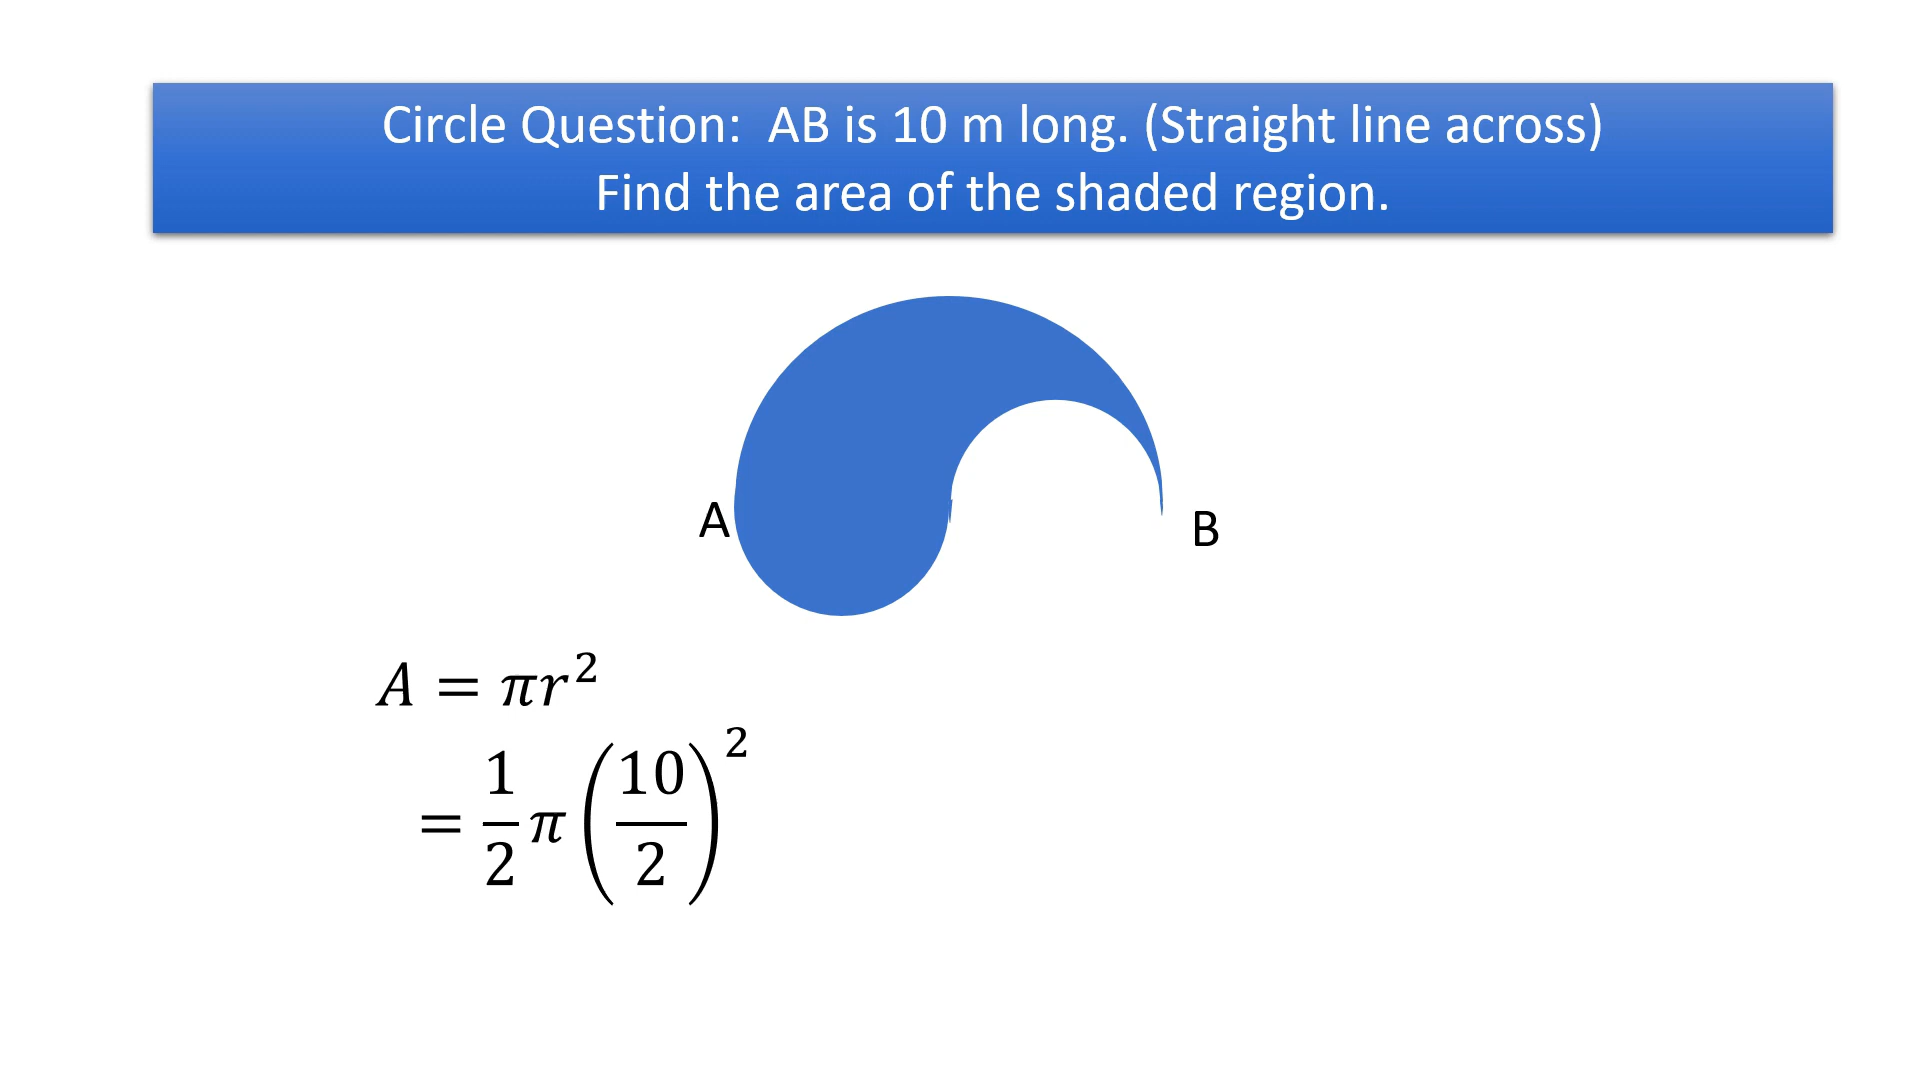 Circle Question:  AB is 10 m long. (Straight line across)
Find the area of the shaded region.
A
B
A = πr²
= 1/2 π (10/2)²